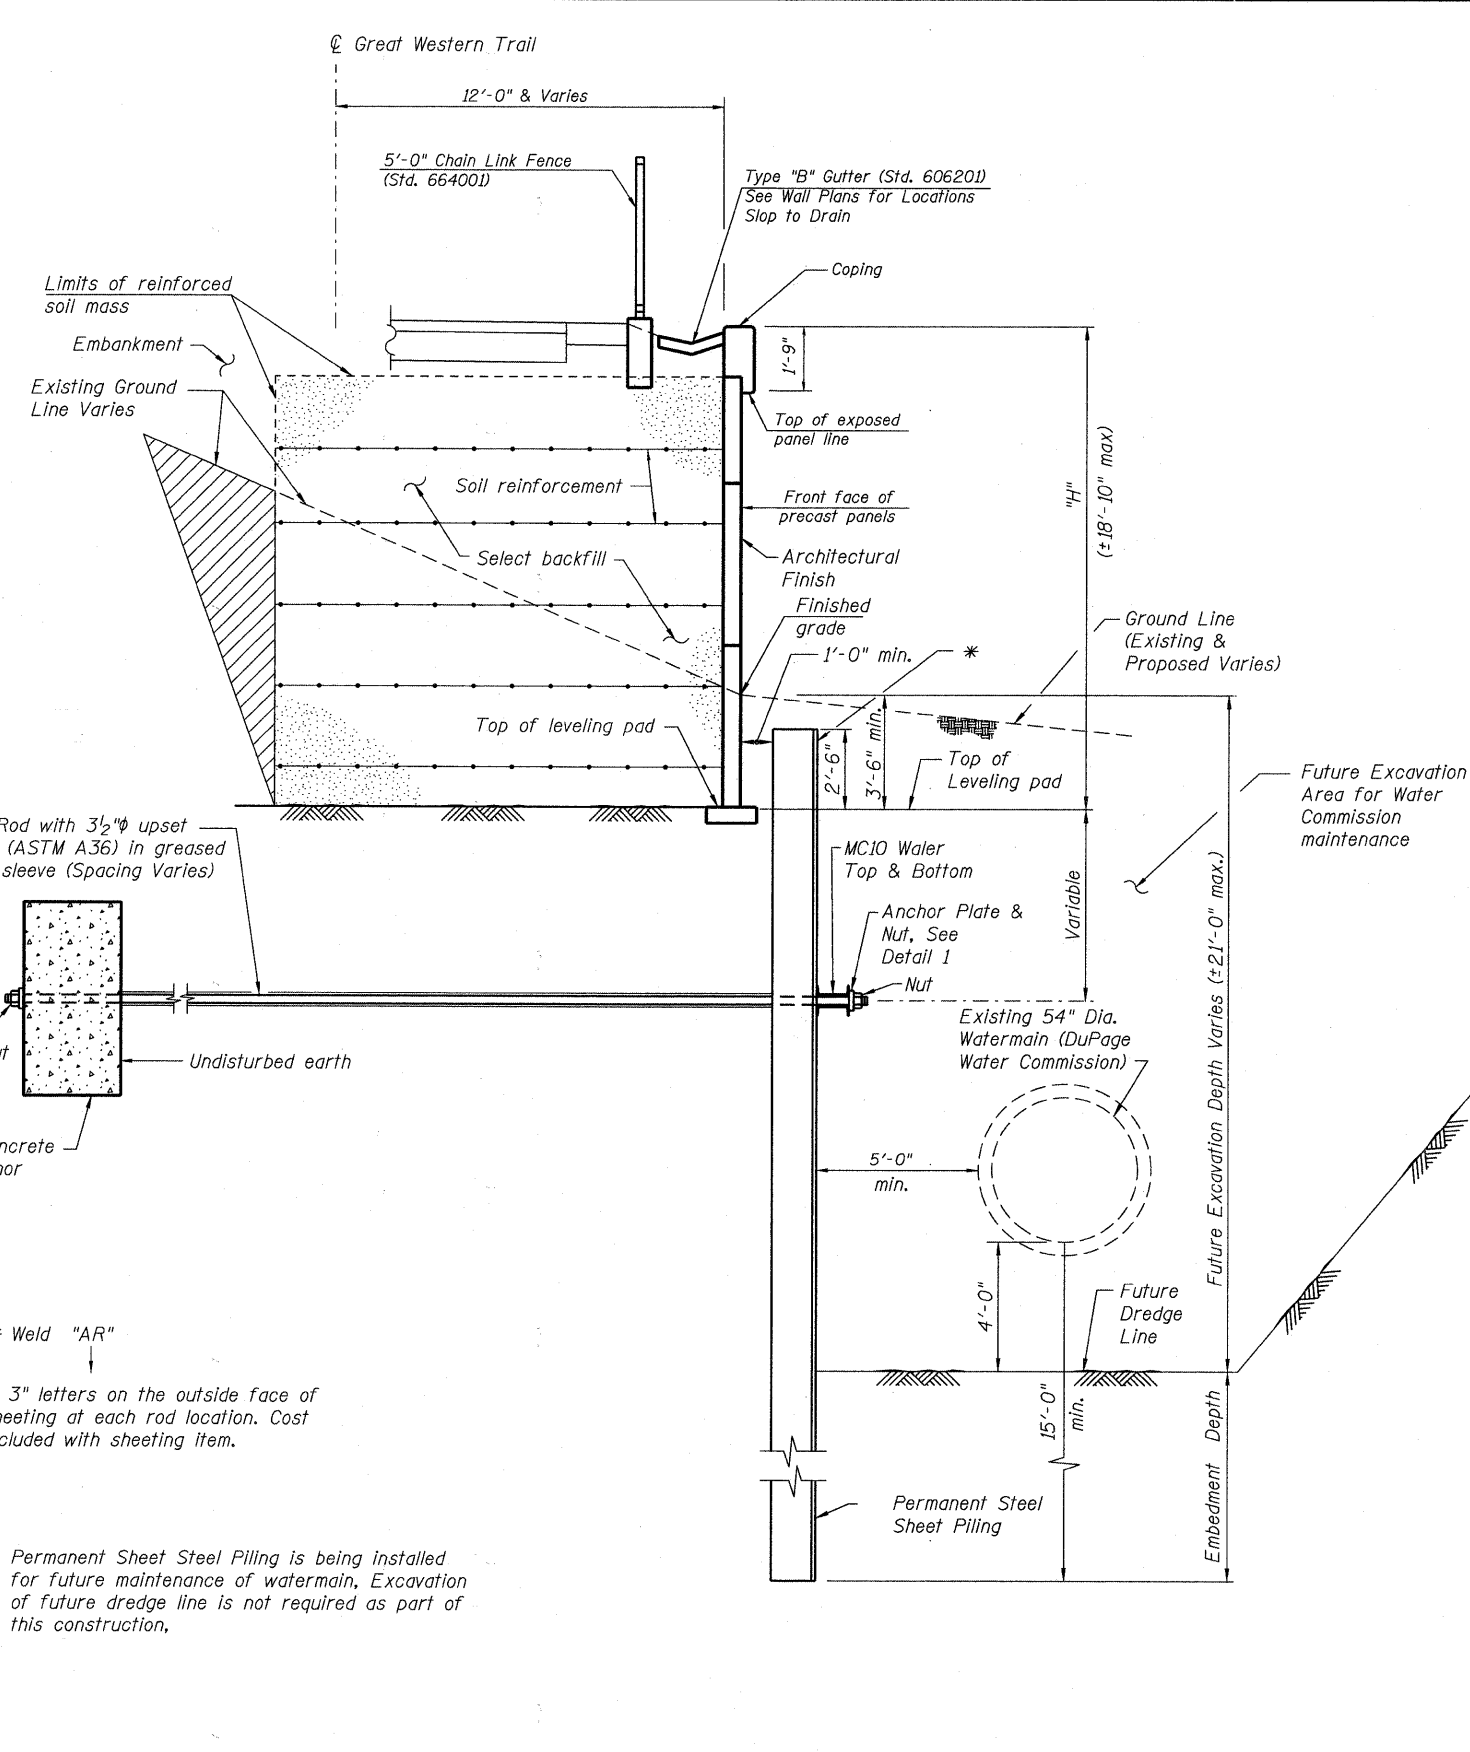 ℄ Great Western Trail
12'-0" & Varies
5'-0" Chain Link Fence
(Std. 664001)
Type "B" Gutter (Std. 606201)
See Wall Plans for Locations
Slop to Drain
Coping
Limits of reinforced
soil mass
Embankment
Existing Ground
Line Varies
1'-9"
Top of exposed
panel line
"H"
(±18'-10" max)
Soil reinforcement
Front face of
precast panels
Select backfill
Architectural
Finish
Finished
grade
1'-0" min.
*
Ground Line
(Existing &
Proposed Varies)
Top of leveling pad
2'-6"
3'-6" min.
Top of
Leveling pad
Future Excavation
Area for Water
Commission
maintenance
Rod with 3½"ϕ upset
(ASTM A36) in greased
sleeve (Spacing Varies)
MC10 Waler
Top & Bottom
Variable
Anchor Plate &
Nut, See
Detail 1
Nut
Future Excavation Depth Varies (±21'-0" max.)
Existing 54" Dia.
Watermain (DuPage
Water Commission)
Undisturbed earth
5'-0"
min.
4'-0"
Future
Dredge
Line
Weld "AR"
3" letters on the outside face of
at each rod location. Cost
with sheeting item.
15'-0"
min.
Embedment Depth
Permanent Steel
Sheet Piling
Permanent Sheet Steel Piling is being installed
for future maintenance of watermain, Excavation
of future dredge line is not required as part of
this construction,